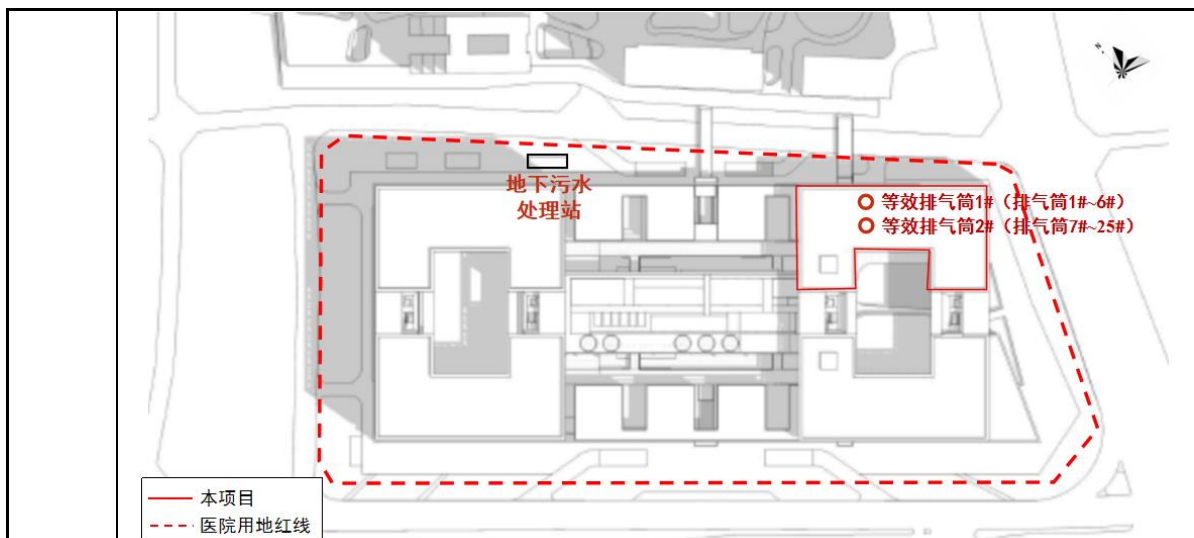 地下污水
处理站
等效排气筒1#（排气筒1#~6#）
等效排气筒2#（排气筒7#~25#）
本项目
医院用地红线